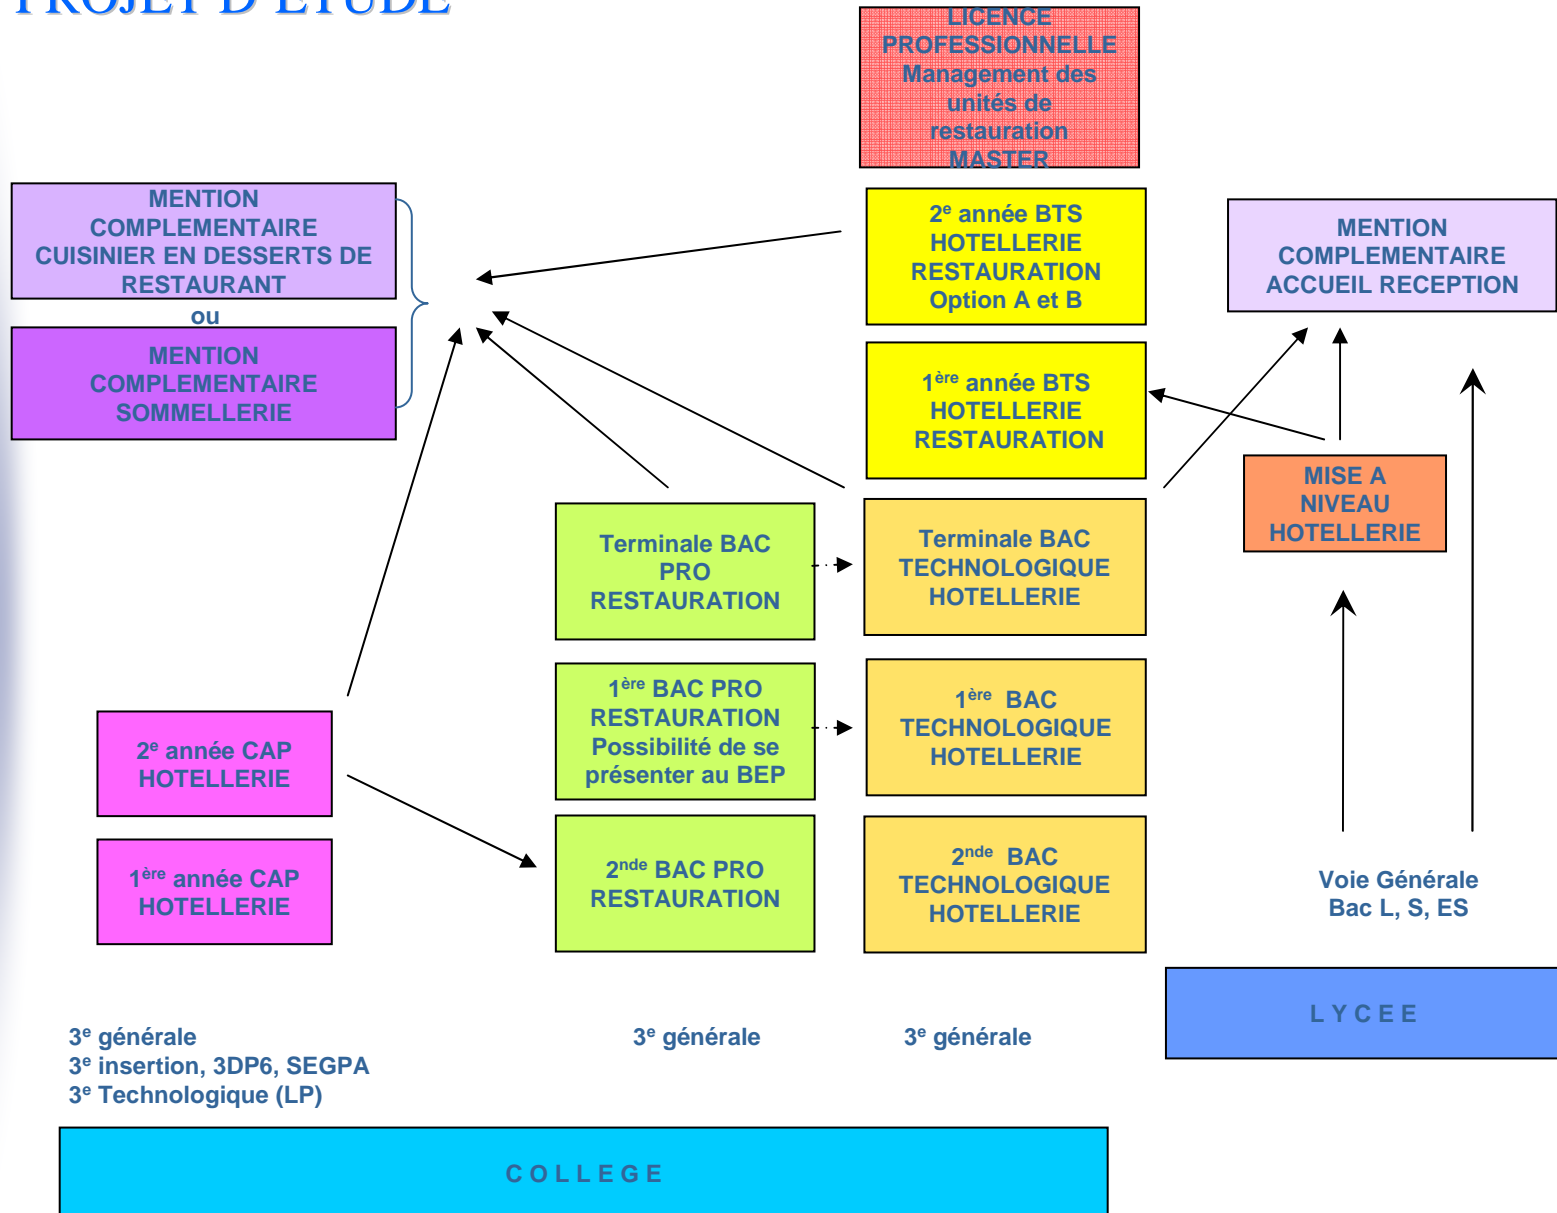 PROJET D'ETUDE
LICENCE
PROFESSIONNELLE
Management des
unités de
restauration
MASTER
MENTION
COMPLEMENTAIRE
CUISINIER EN DESSERTS DE
RESTAURANT
ou
MENTION
COMPLEMENTAIRE
SOMMELLERIE
2e année BTS
HOTELLERIE
RESTAURATION
Option A et B
MENTION
COMPLEMENTAIRE
ACCUEIL RECEPTION
1ère année BTS
HOTELLERIE
RESTAURATION
MISE A
NIVEAU
HOTELLERIE
Terminale BAC
PRO
RESTAURATION
Terminale BAC
TECHNOLOGIQUE
HOTELLERIE
1ère BAC PRO
RESTAURATION
Possibilité de se
présenter au BEP
1ère BAC
TECHNOLOGIQUE
HOTELLERIE
2e année CAP
HOTELLERIE
1ère année CAP
HOTELLERIE
2nde BAC PRO
RESTAURATION
2nde BAC
TECHNOLOGIQUE
HOTELLERIE
Voie Générale
Bac L, S, ES
L Y C E E
3e générale
3e insertion, 3DP6, SEGPA
3e Technologique (LP)
3e générale
3e générale
C O L L E G E